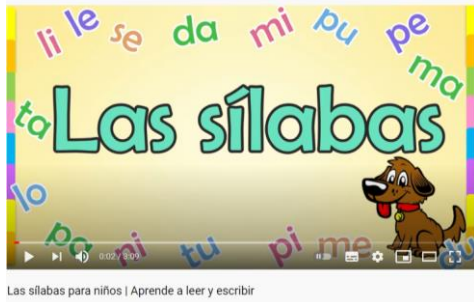 li le se da mi pu pe
ma
ta Las sílabas
lo
pa ni tu pi me du
0:02 / 3:09
Las sílabas para niños | Aprende a leer y escribir